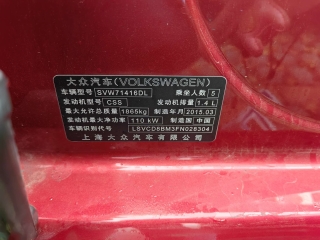 大众汽车(VOLKSWAGEN)
车辆型号 SVW71416DL 乘坐人数 5
发动机型号 CSS 发动机排量 1.4 L
最大允许总质量 1865kg 制造年月 2015.03
发动机最大净功率 110 kW 制造国 中国
车辆识别代号 LSVCD6BM3FN028304
上海大众汽车有限公司